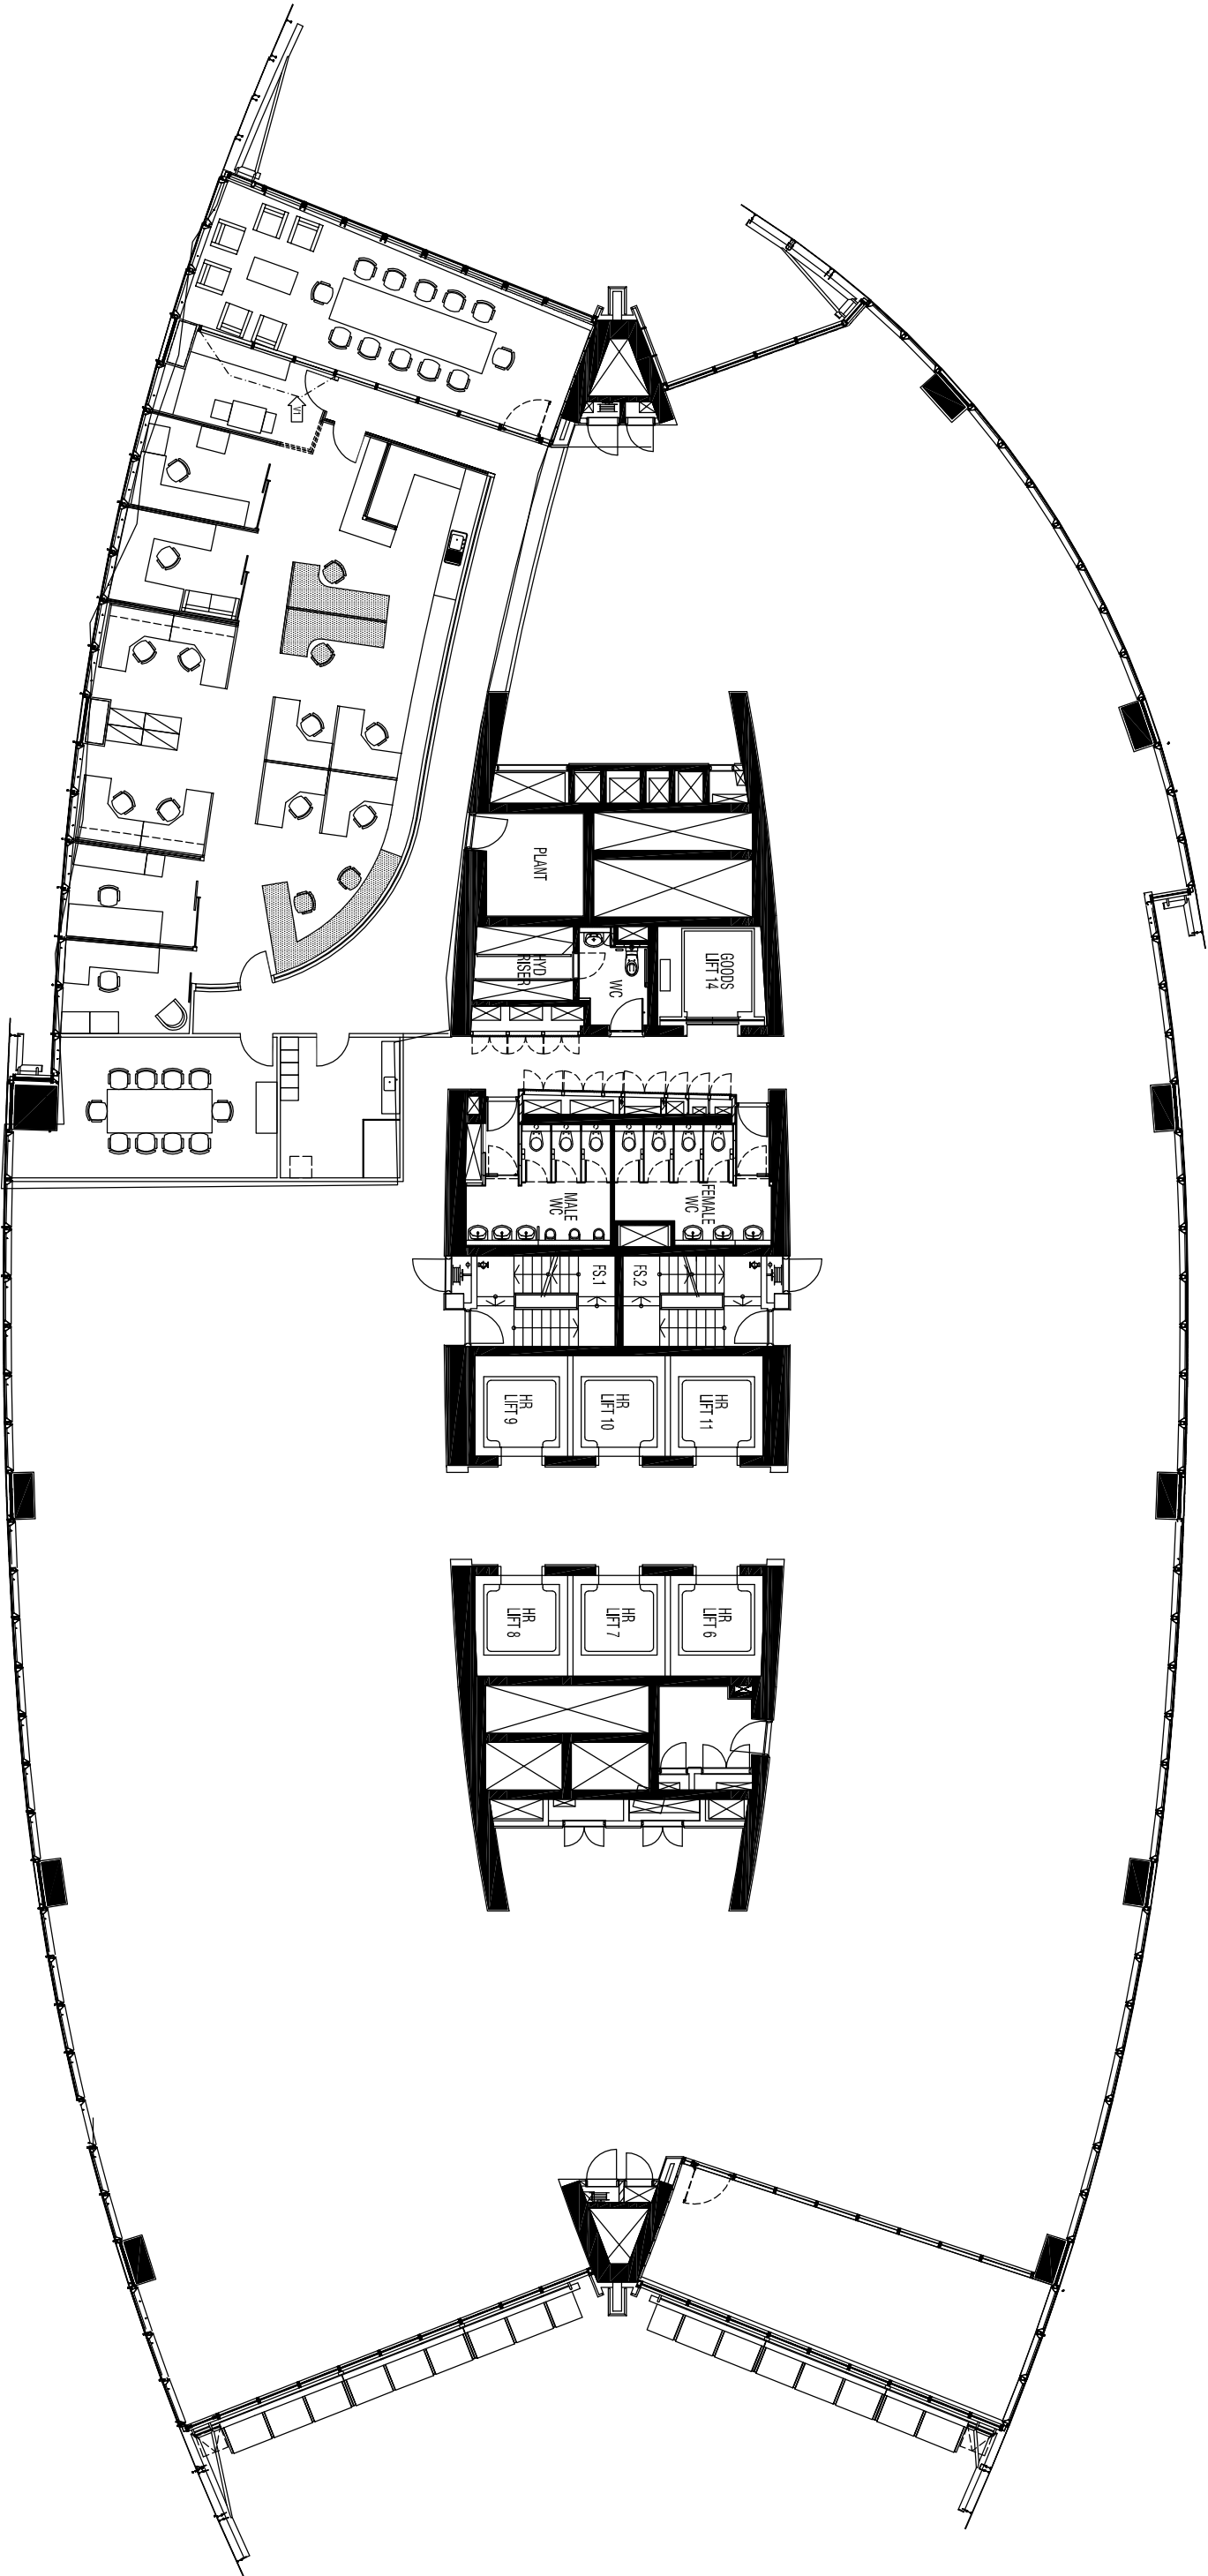 PLANT
HYD
RISER
WC
GOODS
LIFT 14
MALE
WC
FEMALE
WC
FS.1
FS.2
HR
LIFT 9
HR
LIFT 10
HR
LIFT 11
HR
LIFT 8
HR
LIFT 7
HR
LIFT 6